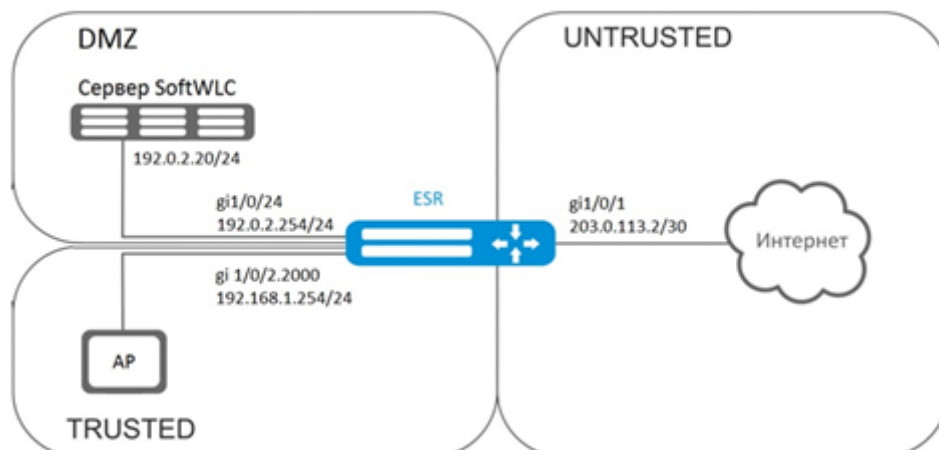 DMZ
UNTRUSTED
Сервер SoftWLC
192.0.2.20/24
gi1/0/24
192.0.2.254/24
ESR
gi1/0/1
203.0.113.2/30
Интернет
gi 1/0/2.2000
192.168.1.254/24
AP
TRUSTED